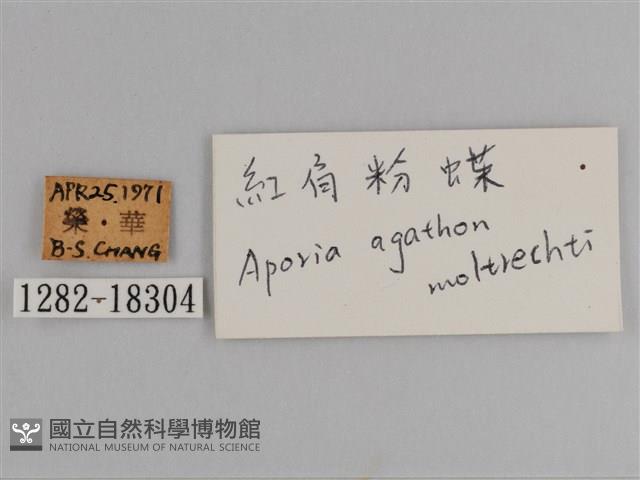 APR.25.1971
榮・華
B-S. CHANG
1282-18304
紅肩粉蝶
Aporia agathon
moltrechti
國立自然科學博物館
NATIONAL MUSEUM OF NATURAL SCIENCE